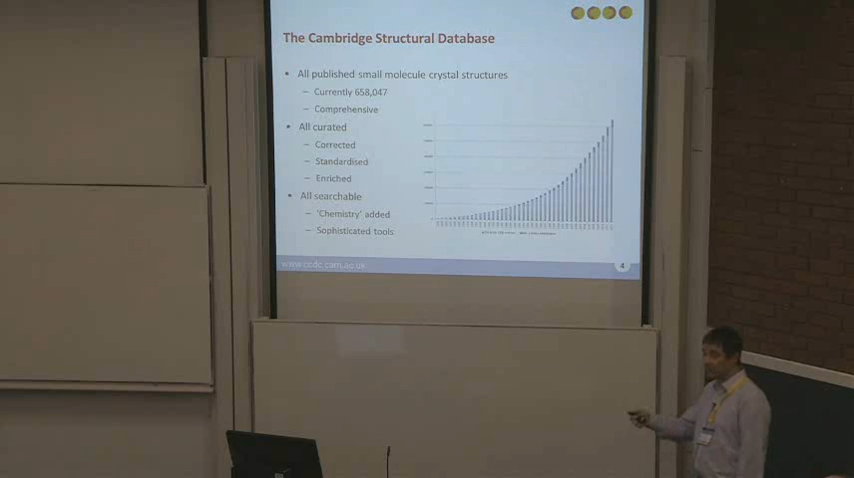 The Cambridge Structural Database
• All published small molecule crystal structures
– Currently 658,047
– Comprehensive
• All curated
– Corrected
– Standardised
– Enriched
• All searchable
– 'Chemistry' added
– Sophisticated tools
www.ccdc.cam.ac.uk
4